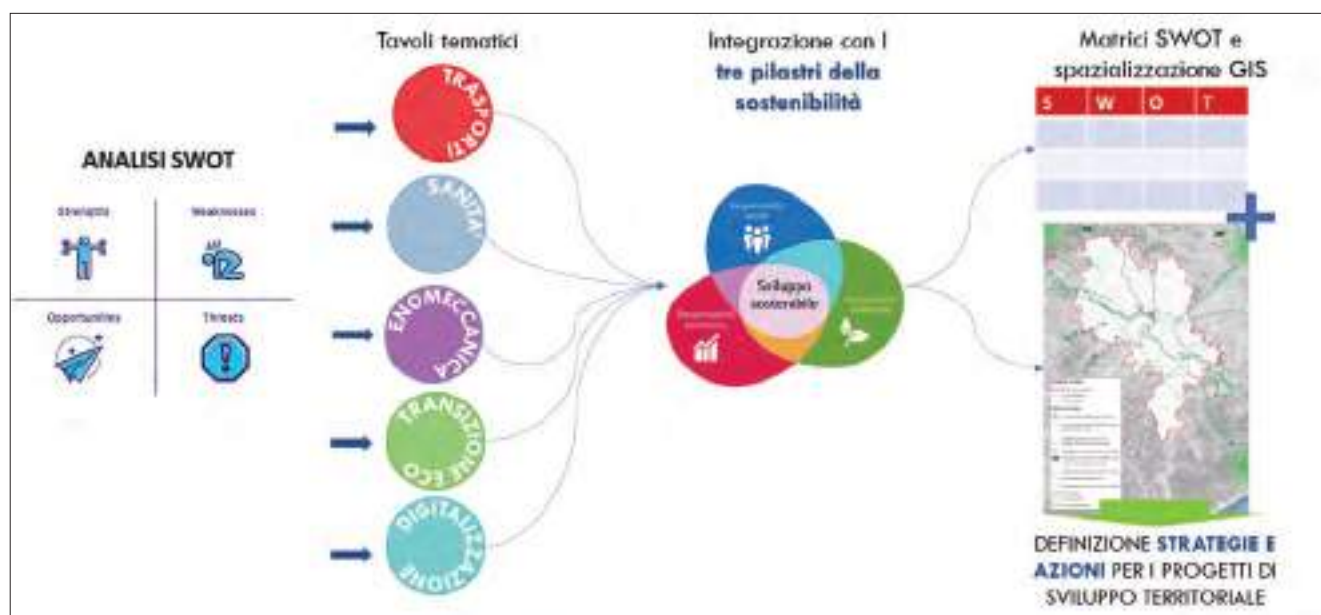 Tavoli tematici
Integrazione con I
tre pilastri della
sostenibilità
Matrici SWOT e
spazializzazione GIS
S W O T
ANALISI SWOT
Strengths
Weaknesses
Opportunities
Threats
TRASPORTI
SANITA'
ENOMECCANICA
TRANSIZIONE ECO
DIGITALIZZAZIONE
Sviluppo
sostenibile
DEFINIZIONE STRATEGIE E
AZIONI PER I PROGETTI DI
SVILUPPO TERRITORIALE